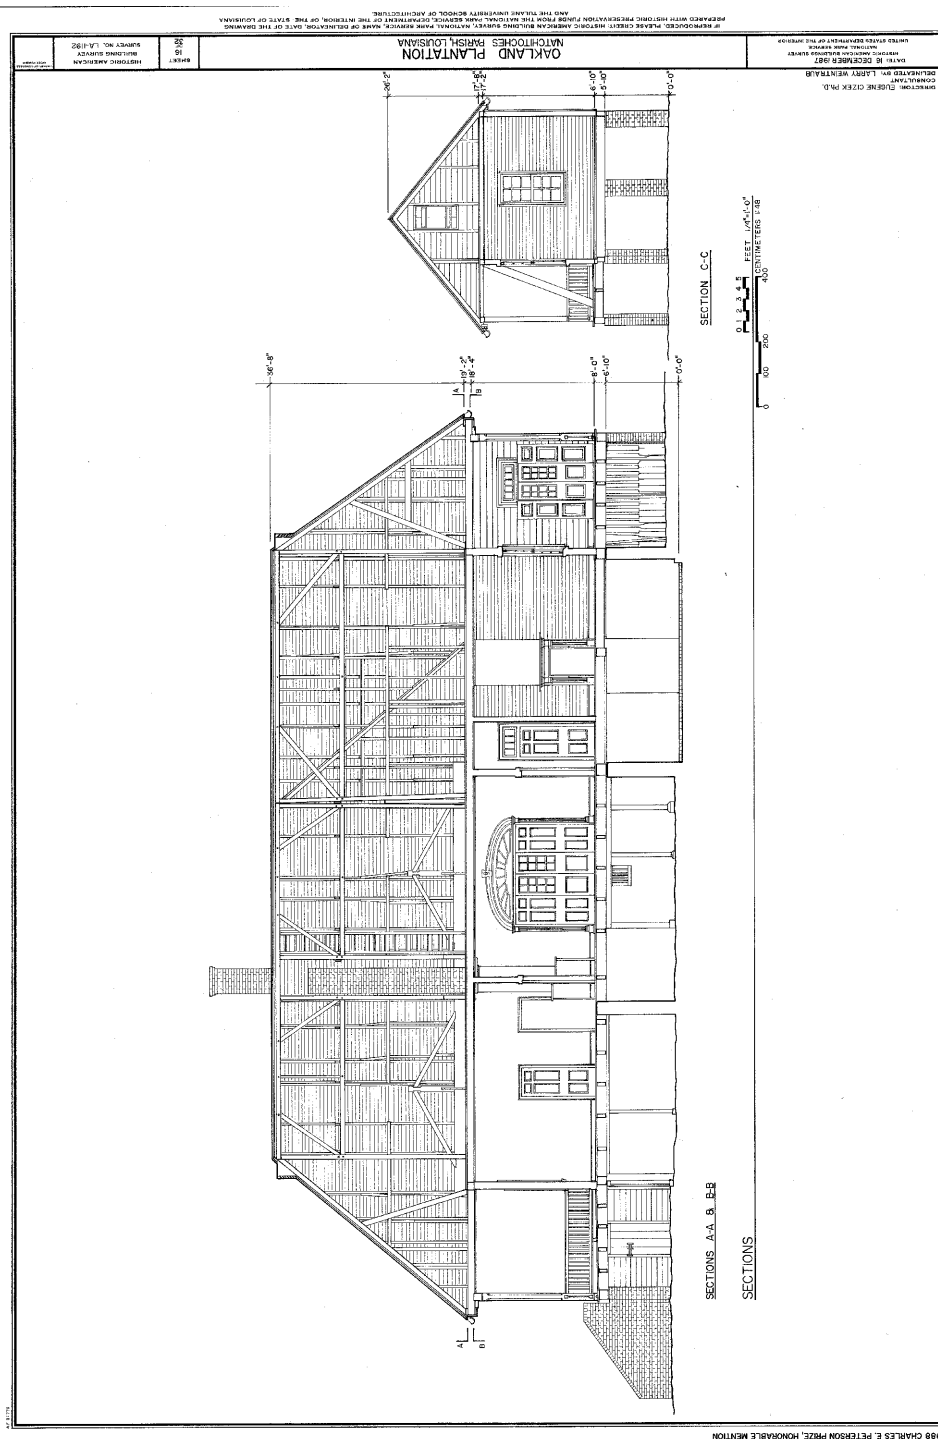 1988 CHARLES E. PETERSON PRIZE, HONORABLE MENTION
36'-8"
19'-2"
18'-4"
8'-0"
6'-10"
0'-0"
A
B
A
B
SECTIONS A-A & B-B
26'-2"
17'-8"
17'-2"
6'-10"
5'-10"
0'-0"
SECTION C-C
0 1 2 3 4 5
FEET 1/4"=1'-0"
0 100 200 400
CENTIMETERS 1:48
SECTIONS
DIRECTOR: EUGENE CIZEK PH.D.
CONSULTANT
DELINEATED BY: LARRY WEINTRAUB
DATE: 16 DECEMBER 1987
HISTORIC AMERICAN BUILDINGS SURVEY
NATIONAL PARK SERVICE
UNITED STATES DEPARTMENT OF THE INTERIOR
OAKLAND PLANTATION
NATCHITOCHES PARISH, LOUISIANA
SHEET
HISTORIC AMERICAN
BUILDING SURVEY
SURVEY NO. LA-1192
IF REPRODUCED, PLEASE CREDIT: HISTORIC AMERICAN BUILDING SURVEY, NATIONAL PARK SERVICE, NAME OF DELINEATOR, DATE OF THE DRAWING
PREPARED WITH HISTORIC PRESERVATION FUNDS FROM THE NATIONAL PARK SERVICE, DEPARTMENT OF THE INTERIOR, OF THE STATE OF LOUISIANA
AND THE TULANE UNIVERSITY SCHOOL OF ARCHITECTURE.